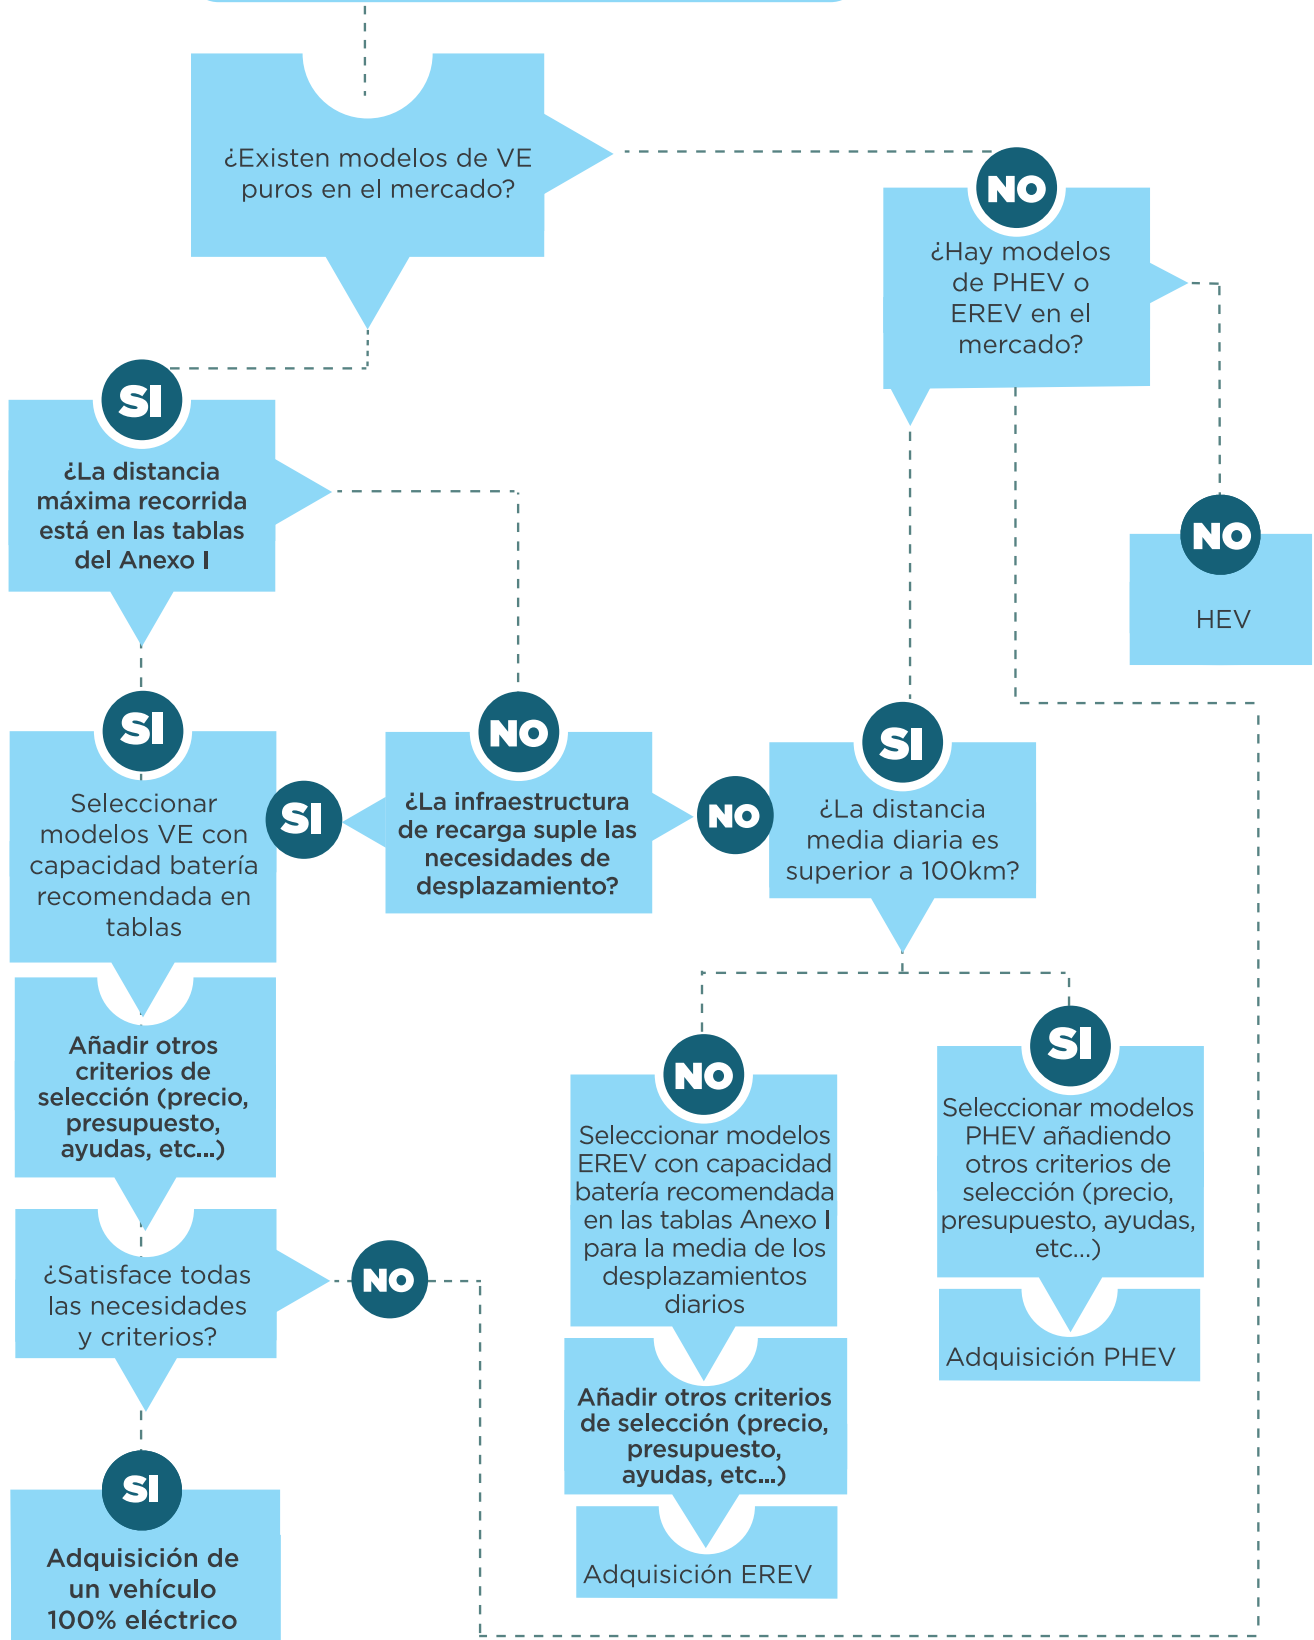 ¿Existen modelos de VE
puros en el mercado?
NO
¿Hay modelos
de PHEV o
EREV en el
mercado?
SI
¿La distancia
máxima recorrida
está en las tablas
del Anexo I
NO
HEV
SI
Seleccionar
modelos VE con
capacidad batería
recomendada en
tablas
SI
NO
¿La infraestructura
de recarga suple las
necesidades de
desplazamiento?
NO
SI
¿La distancia
media diaria es
superior a 100km?
Añadir otros
criterios de
selección (precio,
presupuesto,
ayudas, etc...)
NO
Seleccionar modelos
EREV con capacidad
batería recomendada
en las tablas Anexo I
para la media de los
desplazamientos
diarios
SI
Seleccionar modelos
PHEV añadiendo
otros criterios de
selección (precio,
presupuesto, ayudas,
etc...)
¿Satisface todas
las necesidades
y criterios?
NO
Adquisición PHEV
Añadir otros criterios
de selección (precio,
presupuesto,
ayudas, etc...)
SI
Adquisición de
un vehículo
100% eléctrico
Adquisición EREV